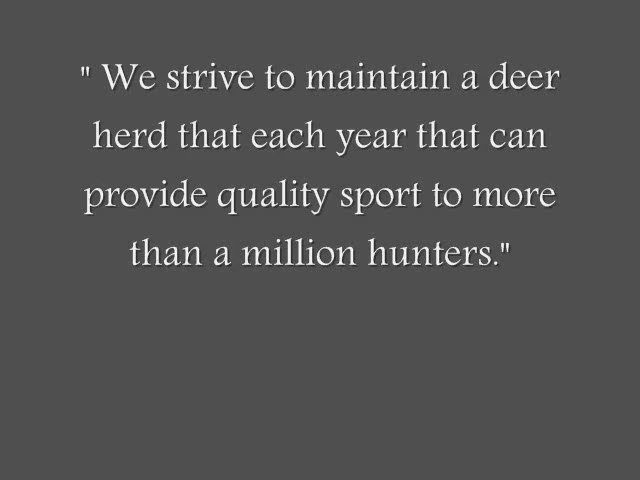 " We strive to maintain a deer
herd that each year that can
provide quality sport to more
than a million hunters."